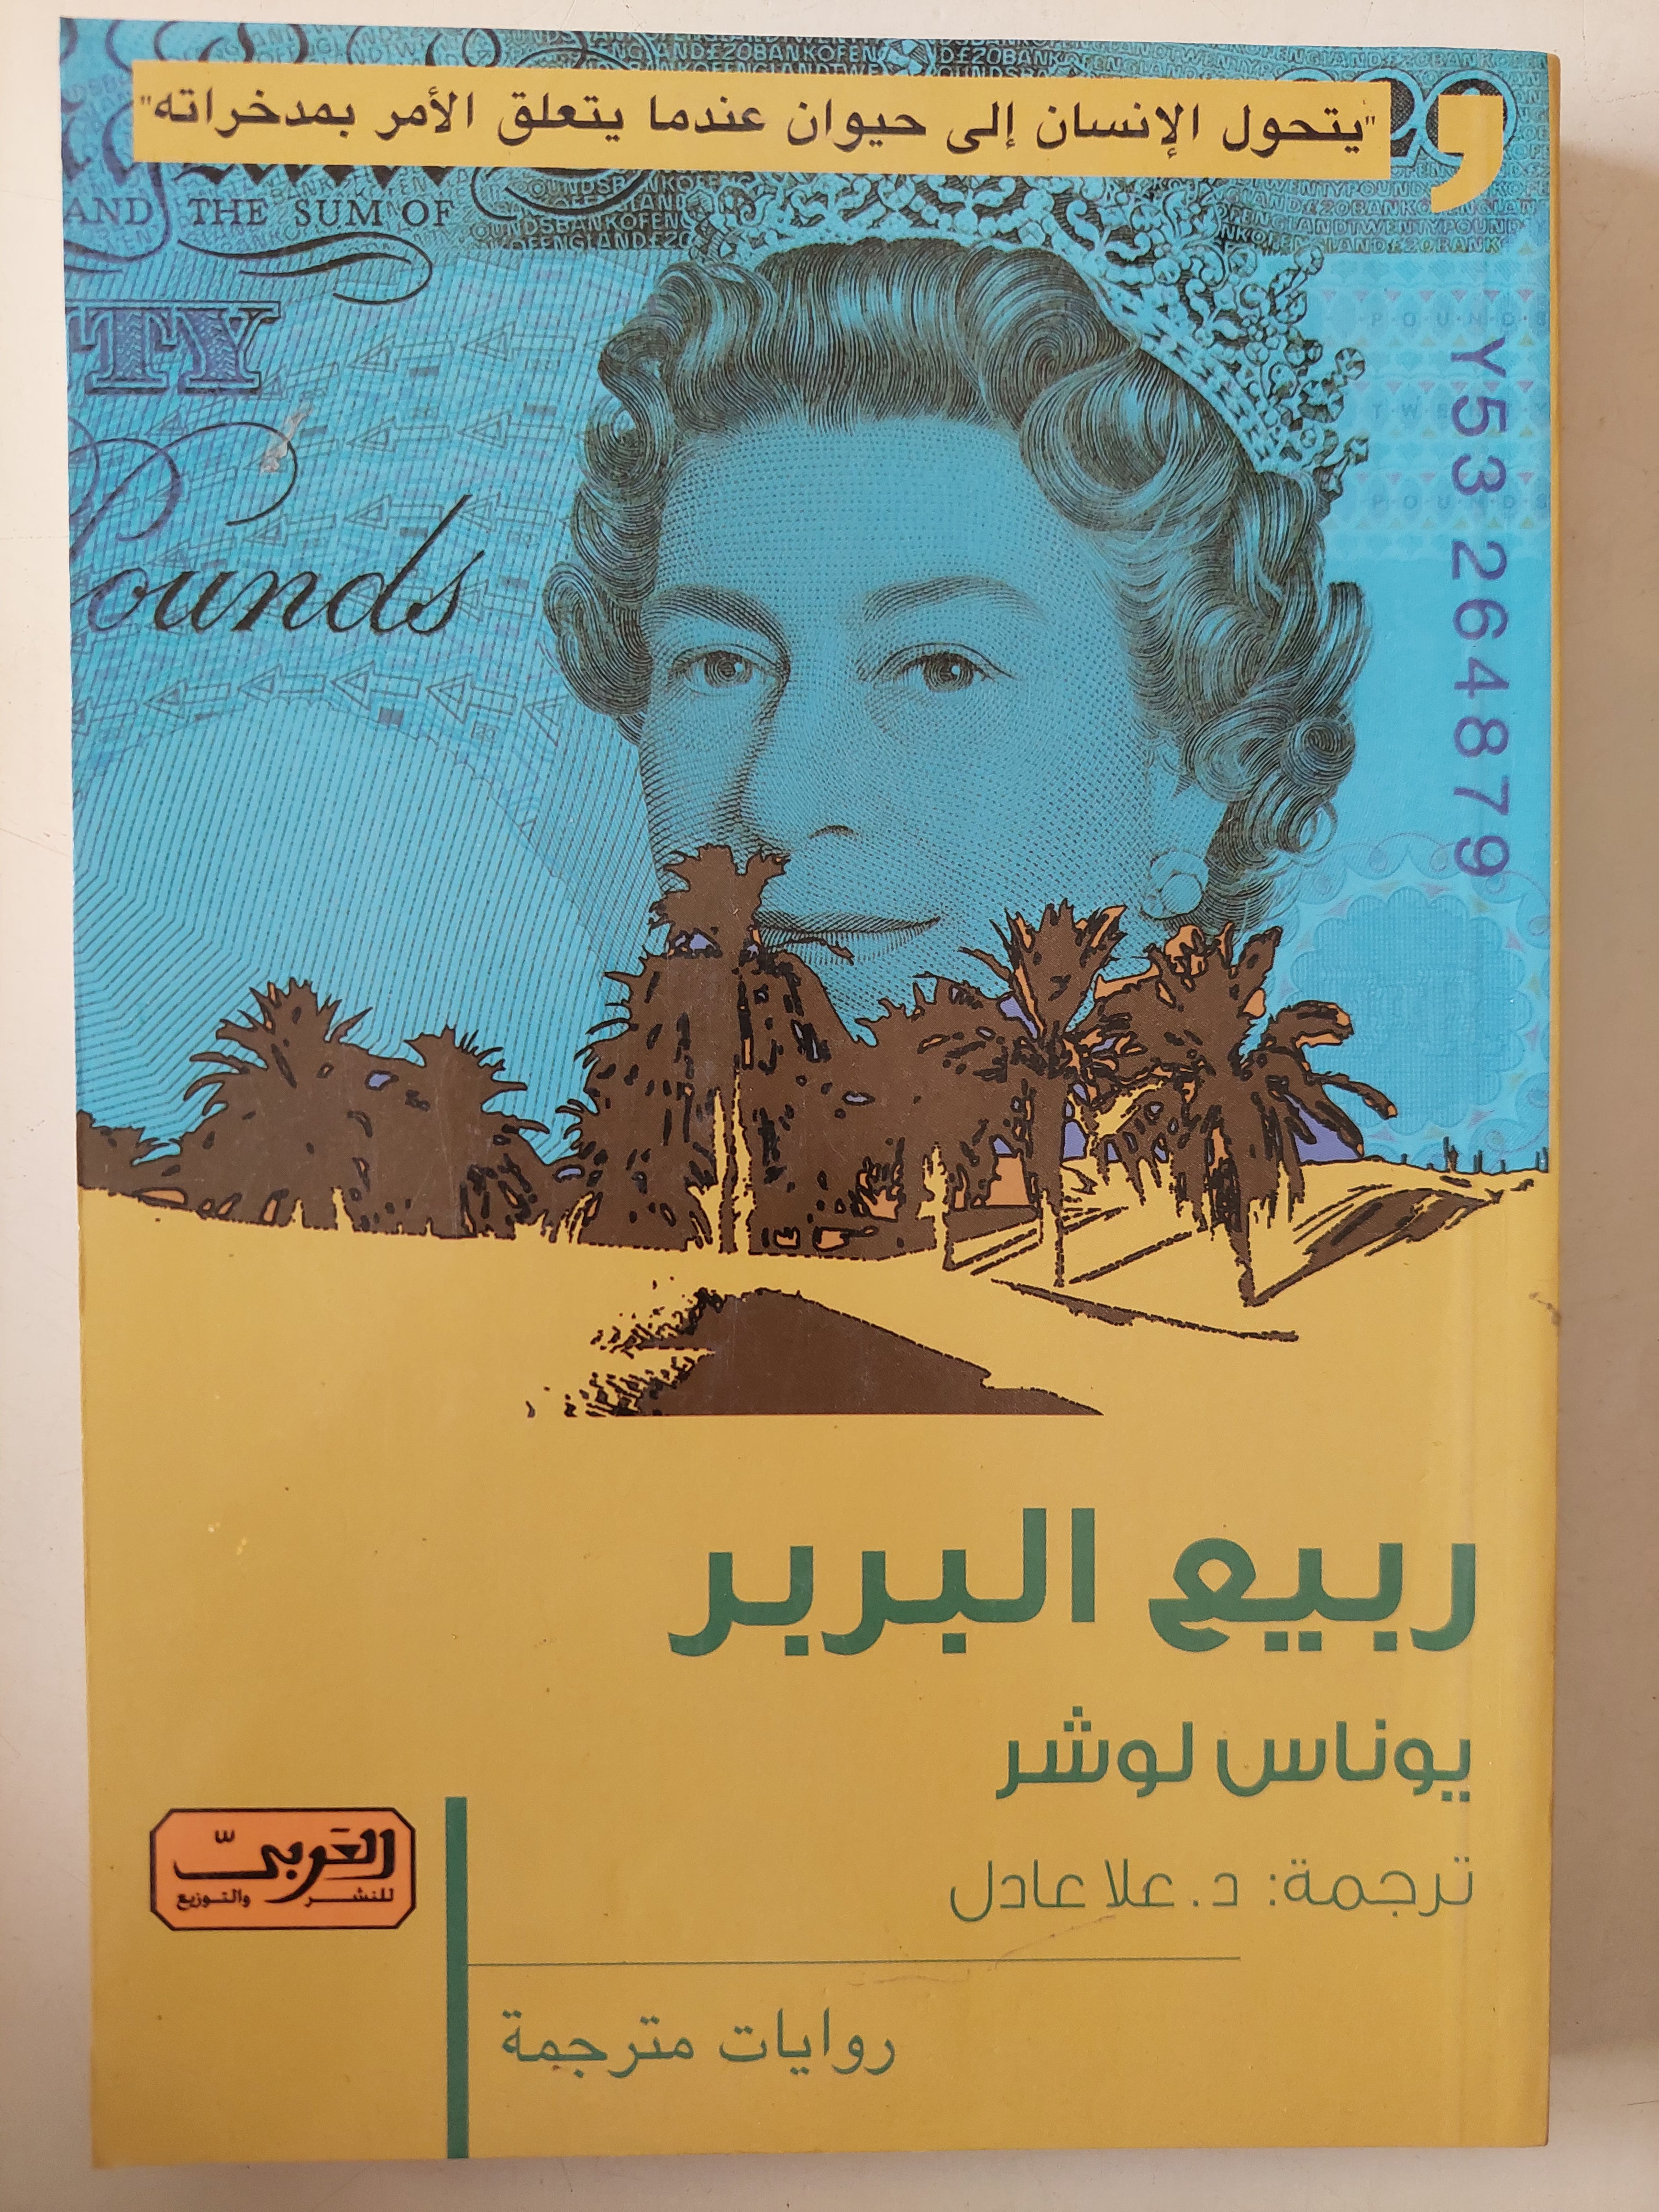 "يتحول الإنسان إلى حيوان عندما يتعلق الأمر بمدخراته"
AND THE SUM OF
TY
Pounds
Y53 264879
ربيع البربر
يوناس لوشر
ترجمة: د. علا عادل
العربيّ
للنشر والتوزيع
روايات مترجمة